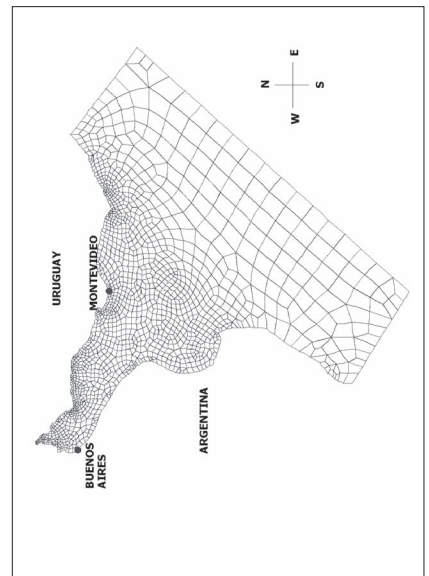 E
N
S
W
URUGUAY
MONTEVIDEO
ARGENTINA
BUENOS
AIRES